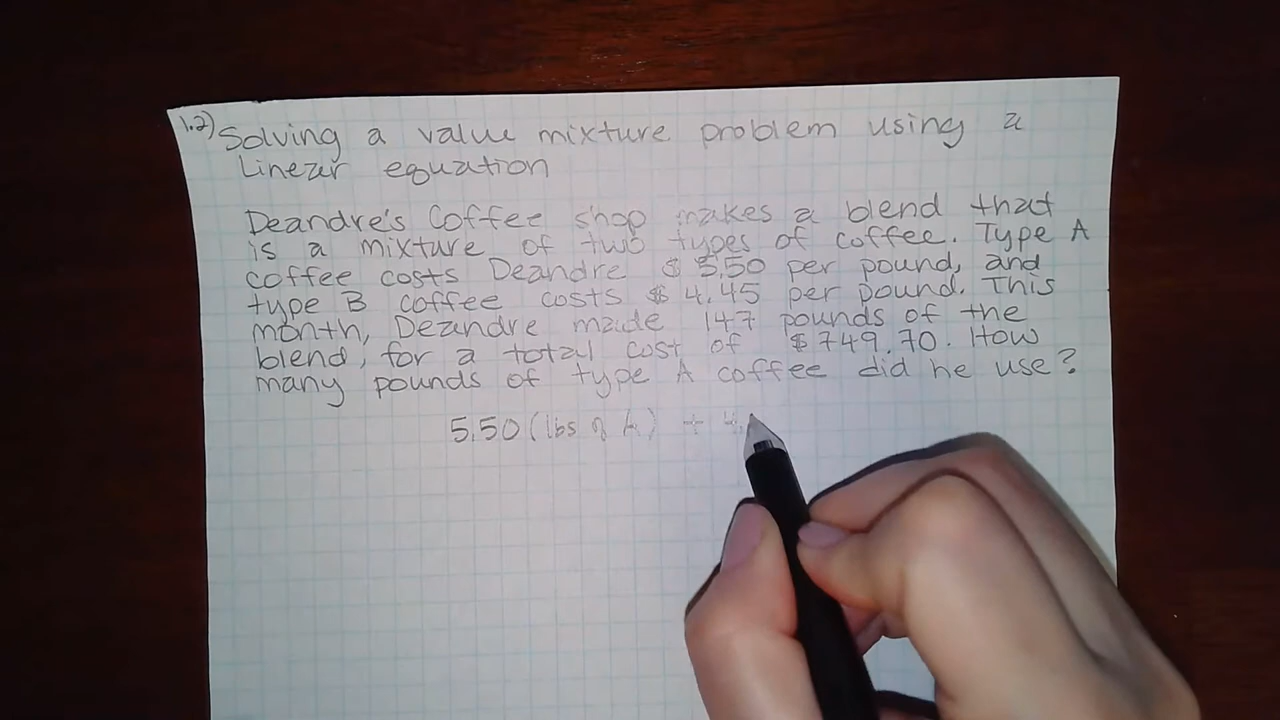 1.2) Solving a value mixture problem using a
Linear equation
Deandre's Coffee shop makes a blend that
is a mixture of two types of coffee. Type A
coffee costs Deandre $ 5.50 per pound, and
type B coffee costs $ 4.45 per pound. This
month, Deandre made 147 pounds of the
blend, for a total cost of $749.70. How
many pounds of type A coffee did he use?
5.50 (lbs of A) + 4.